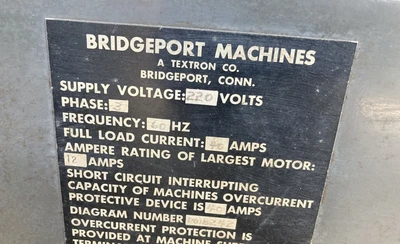 BRIDGEPORT MACHINES
A TEXTRON CO.
BRIDGEPORT, CONN.
SUPPLY VOLTAGE: 220 VOLTS
PHASE: 3
FREQUENCY: 60 HZ
FULL LOAD CURRENT: 40 AMPS
AMPERE RATING OF LARGEST MOTOR:
12 AMPS
SHORT CIRCUIT INTERRUPTING
CAPACITY OF MACHINES OVERCURRENT
PROTECTIVE DEVICE IS AMPS
DIAGRAM NUMBER
OVERCURRENT PROTECTION IS
PROVIDED AT MACHINE